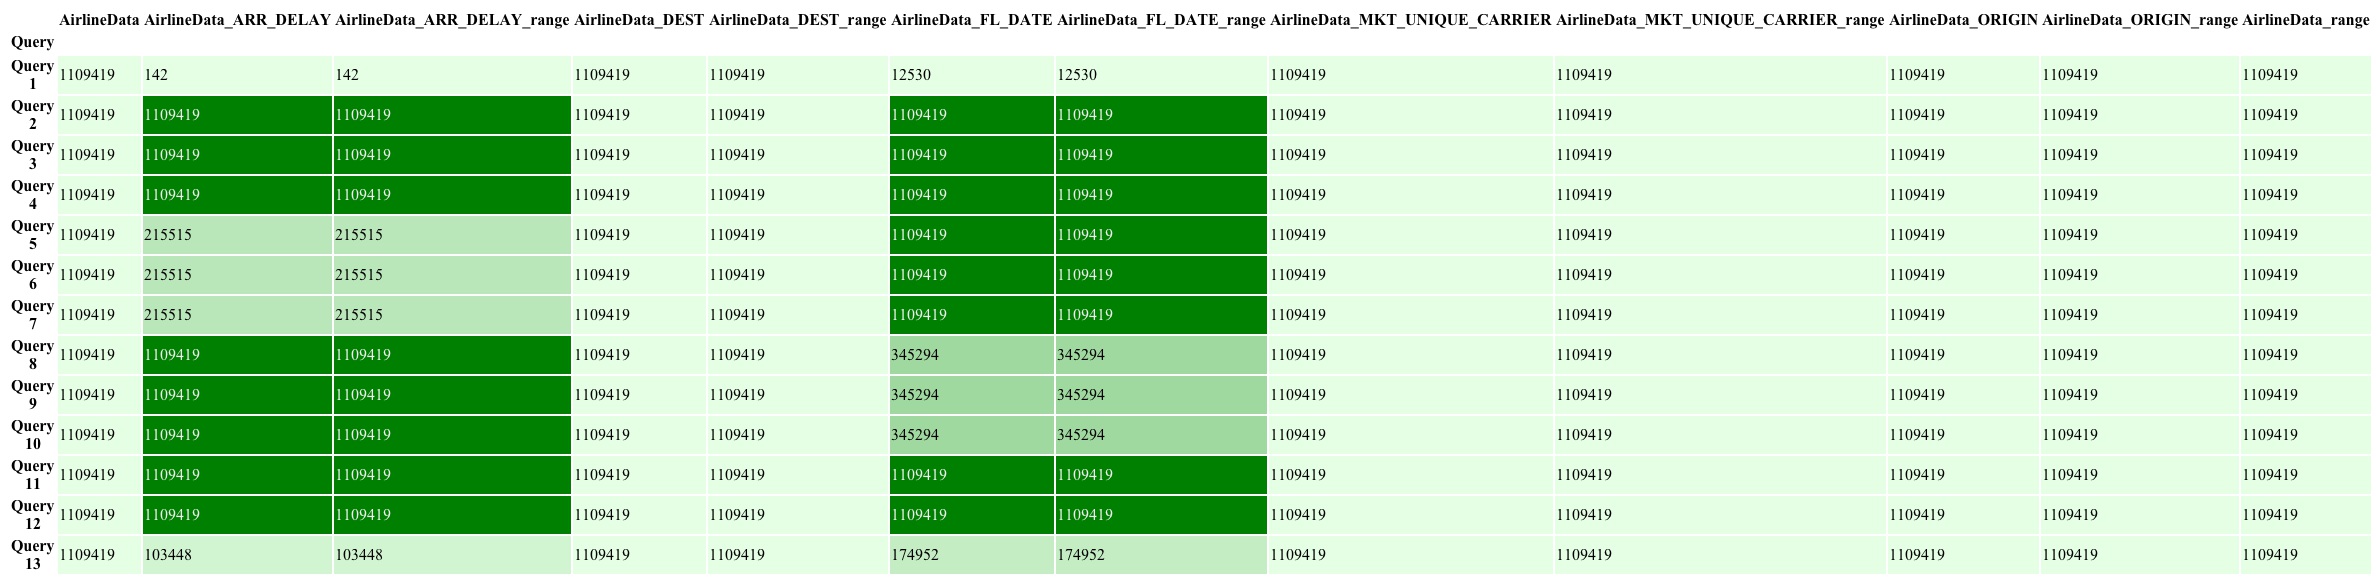 AirlineData AirlineData_ARR_DELAY AirlineData_ARR_DELAY_range AirlineData_DEST AirlineData_DEST_range AirlineData_FL_DATE AirlineData_FL_DATE_range AirlineData_MKT_UNIQUE_CARRIER AirlineData_MKT_UNIQUE_CARRIER_range AirlineData_ORIGIN AirlineData_ORIGIN_range AirlineData_range
Query
Query 1 1109419 142 142 1109419 1109419 12530 12530 1109419 1109419 1109419 1109419 1109419
Query 2 1109419 1109419 1109419 1109419 1109419 1109419 1109419 1109419 1109419 1109419 1109419 1109419
Query 3 1109419 1109419 1109419 1109419 1109419 1109419 1109419 1109419 1109419 1109419 1109419 1109419
Query 4 1109419 1109419 1109419 1109419 1109419 1109419 1109419 1109419 1109419 1109419 1109419 1109419
Query 5 1109419 215515 215515 1109419 1109419 1109419 1109419 1109419 1109419 1109419 1109419 1109419
Query 6 1109419 215515 215515 1109419 1109419 1109419 1109419 1109419 1109419 1109419 1109419 1109419
Query 7 1109419 215515 215515 1109419 1109419 1109419 1109419 1109419 1109419 1109419 1109419 1109419
Query 8 1109419 1109419 1109419 1109419 1109419 345294 345294 1109419 1109419 1109419 1109419 1109419
Query 9 1109419 1109419 1109419 1109419 1109419 345294 345294 1109419 1109419 1109419 1109419 1109419
Query 10 1109419 1109419 1109419 1109419 1109419 345294 345294 1109419 1109419 1109419 1109419 1109419
Query 11 1109419 1109419 1109419 1109419 1109419 1109419 1109419 1109419 1109419 1109419 1109419 1109419
Query 12 1109419 1109419 1109419 1109419 1109419 1109419 1109419 1109419 1109419 1109419 1109419 1109419
Query 13 1109419 103448 103448 1109419 1109419 174952 174952 1109419 1109419 1109419 1109419 1109419